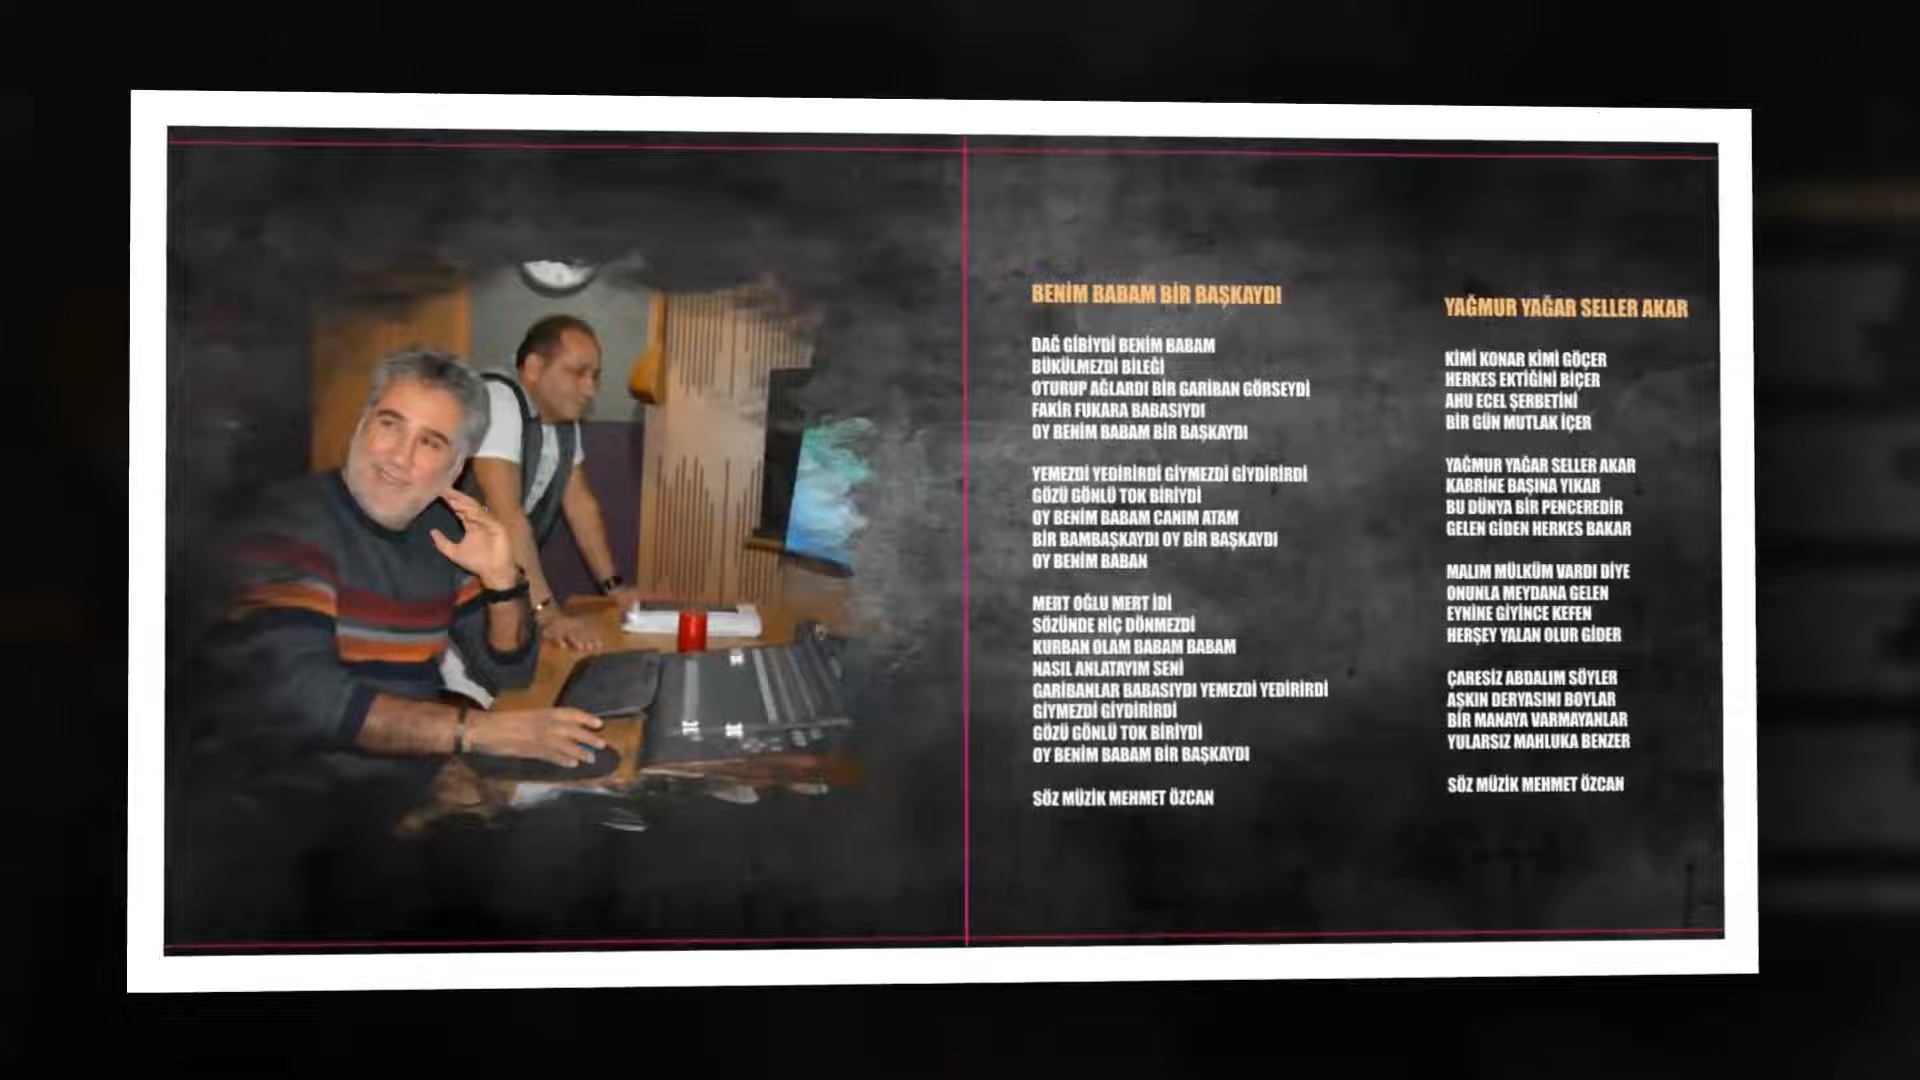 BENİM BABAM BİR BAŞKAYDI
DAĞ GİBİYDİ BENİM BABAM
BÜKÜLMEZDİ BİLEĞİ
OTURUP AĞLARDI BİR GARİBAN GÖRSEYDİ
FAKİR FUKARA BABASIYDI
OY BENİM BABAM BİR BAŞKAYDI
YEMEZDİ YEDİRİRDİ GİYMEZDİ GİYDİRİRDİ
GÖZÜ GÖNLÜ TOK BİRİYDİ
OY BENİM BABAM CANIM ATAM
BİR BAMBAŞKAYDI OY BİR BAŞKAYDI
OY BENİM BABAN
MERT OĞLU MERT İDİ
SÖZÜNDE HİÇ DÖNMEZDİ
KURBAN OLAM BABAM BABAM
NASIL ANLATAYIM SENİ
GARİBANLAR BABASIYDI YEMEZDİ YEDİRİRDİ
GİYMEZDİ GİYDİRİRDİ
GÖZÜ GÖNLÜ TOK BİRİYDİ
OY BENİM BABAM BİR BAŞKAYDI
SÖZ MÜZİK MEHMET ÖZCAN
YAĞMUR YAĞAR SELLER AKAR
KİMİ KONAR KİMİ GÖÇER
HERKES EKTİĞİNİ BİÇER
AHU ECEL ŞERBETİNİ
BİR GÜN MUTLAK İÇER
YAĞMUR YAĞAR SELLER AKAR
KABRİNE BAŞINA YIKAR
BU DÜNYA BİR PENCEREDİR
GELEN GİDEN HERKES BAKAR
MALIM MÜLKÜM VARDI DİYE
ONUNLA MEYDANA GELEN
EYNİNE GİYİNCE KEFEN
HERŞEY YALAN OLUR GİDER
ÇARESİZ ABDALIM SÖYLER
AŞKIN DERYASINI BOYLAR
BİR MANAYA VARMAYANLAR
YULARSIZ MAHLUKA BENZER
SÖZ MÜZİK MEHMET ÖZCAN